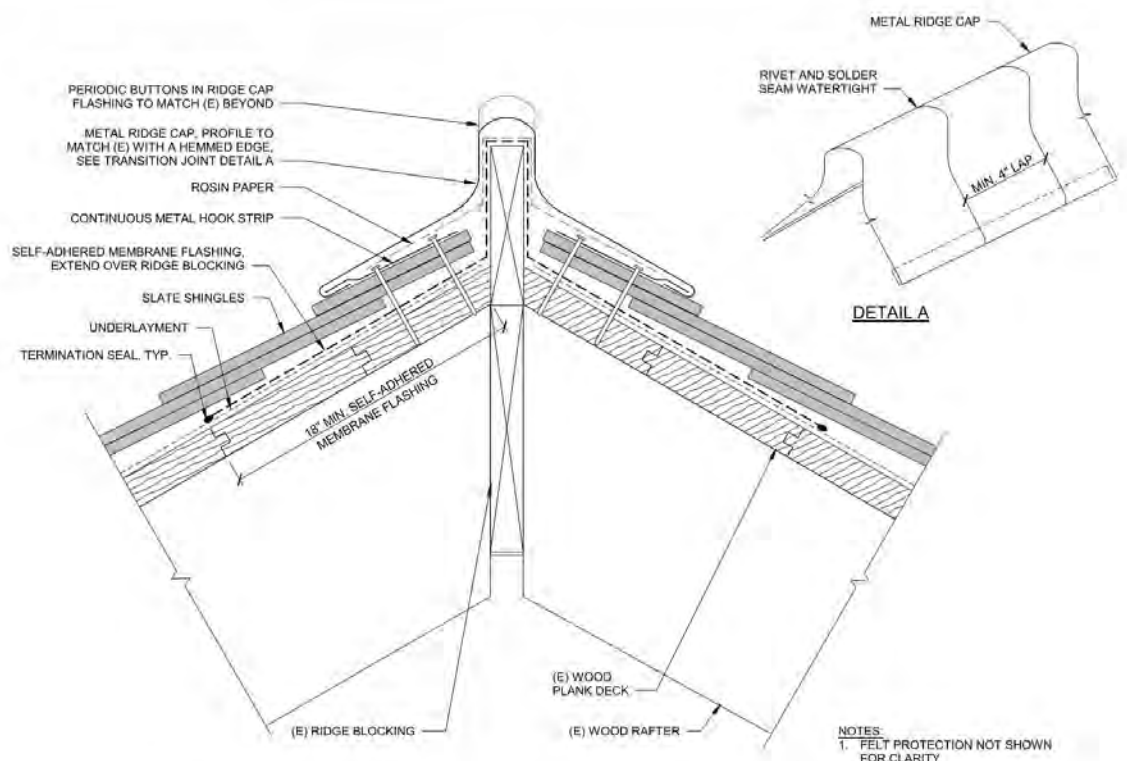 METAL RIDGE CAP
RIVET AND SOLDER
SEAM WATERTIGHT
MIN. 4" LAP
DETAIL A
PERIODIC BUTTONS IN RIDGE CAP
FLASHING TO MATCH (E) BEYOND
METAL RIDGE CAP, PROFILE TO
MATCH (E) WITH A HEMMED EDGE,
SEE TRANSITION JOINT DETAIL A
ROSIN PAPER
CONTINUOUS METAL HOOK STRIP
SELF-ADHERED MEMBRANE FLASHING,
EXTEND OVER RIDGE BLOCKING
SLATE SHINGLES
UNDERLAYMENT
TERMINATION SEAL, TYP.
18" MIN. SELF-ADHERED
MEMBRANE FLASHING
(E) WOOD
PLANK DECK
(E) RIDGE BLOCKING
(E) WOOD RAFTER
NOTES:
1. FELT PROTECTION NOT SHOWN
FOR CLARITY